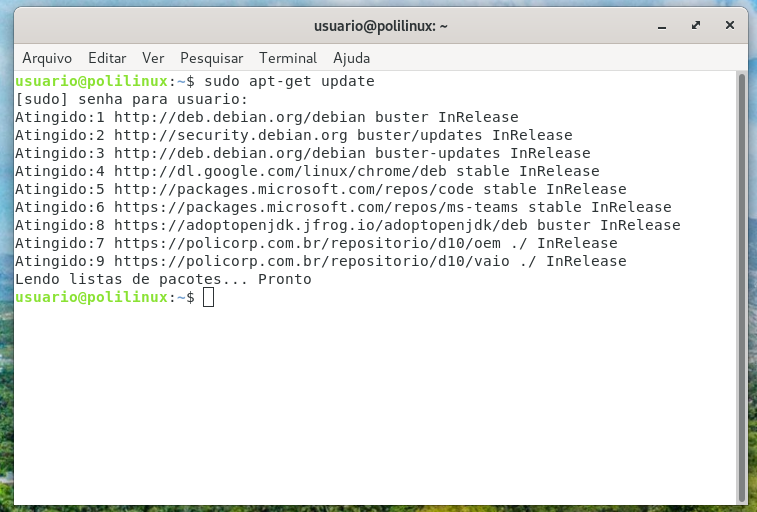 usuario@polilinux: ~
Arquivo Editar Ver Pesquisar Terminal Ajuda
usuario@polilinux:~$ sudo apt-get update
[sudo] senha para usuario:
Atingido:1 http://deb.debian.org/debian buster InRelease
Atingido:2 http://security.debian.org buster/updates InRelease
Atingido:3 http://deb.debian.org/debian buster-updates InRelease
Atingido:4 http://dl.google.com/linux/chrome/deb stable InRelease
Atingido:5 http://packages.microsoft.com/repos/code stable InRelease
Atingido:6 https://packages.microsoft.com/repos/ms-teams stable InRelease
Atingido:8 https://adoptopenjdk.jfrog.io/adoptopenjdk/deb buster InRelease
Atingido:7 https://policorp.com.br/repositorio/d10/oem ./ InRelease
Atingido:9 https://policorp.com.br/repositorio/d10/vaio ./ InRelease
Lendo listas de pacotes... Pronto
usuario@polilinux:~$